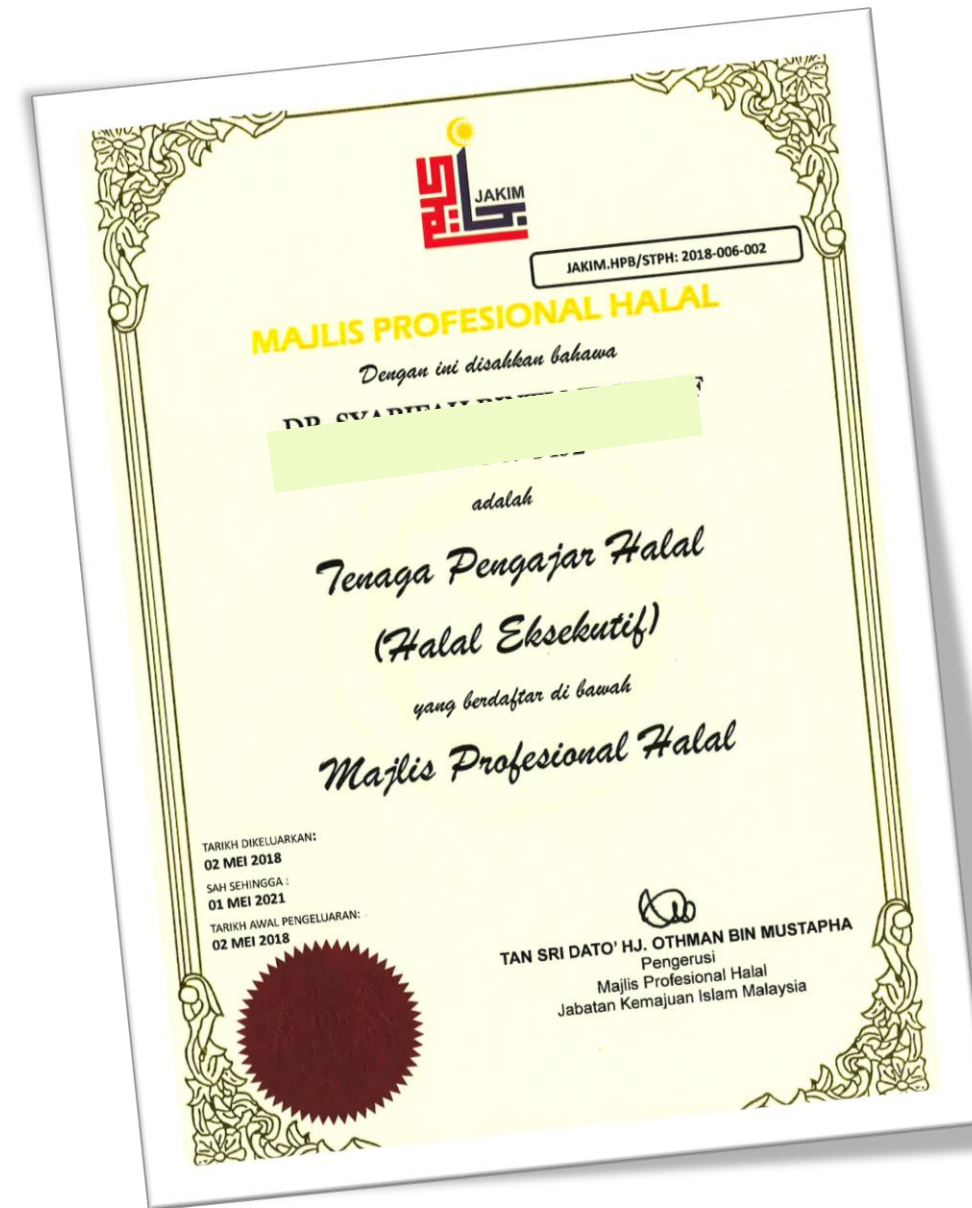 JAKIM
JAKIM.HPB/STPH: 2018-006-002
MAJLIS PROFESIONAL HALAL
Dengan ini disahkan bahawa
DR. SYARIFAH
adalah
Tenaga Pengajar Halal
(Halal Eksekutif)
yang berdaftar di bawah
Majlis Profesional Halal
TARIKH DIKELUARKAN:
02 MEI 2018
SAH SEHINGGA :
01 MEI 2021
TARIKH AWAL PENGELUARAN:
02 MEI 2018
TAN SRI DATO' HJ. OTHMAN BIN MUSTAPHA
Pengerusi
Majlis Profesional Halal
Jabatan Kemajuan Islam Malaysia